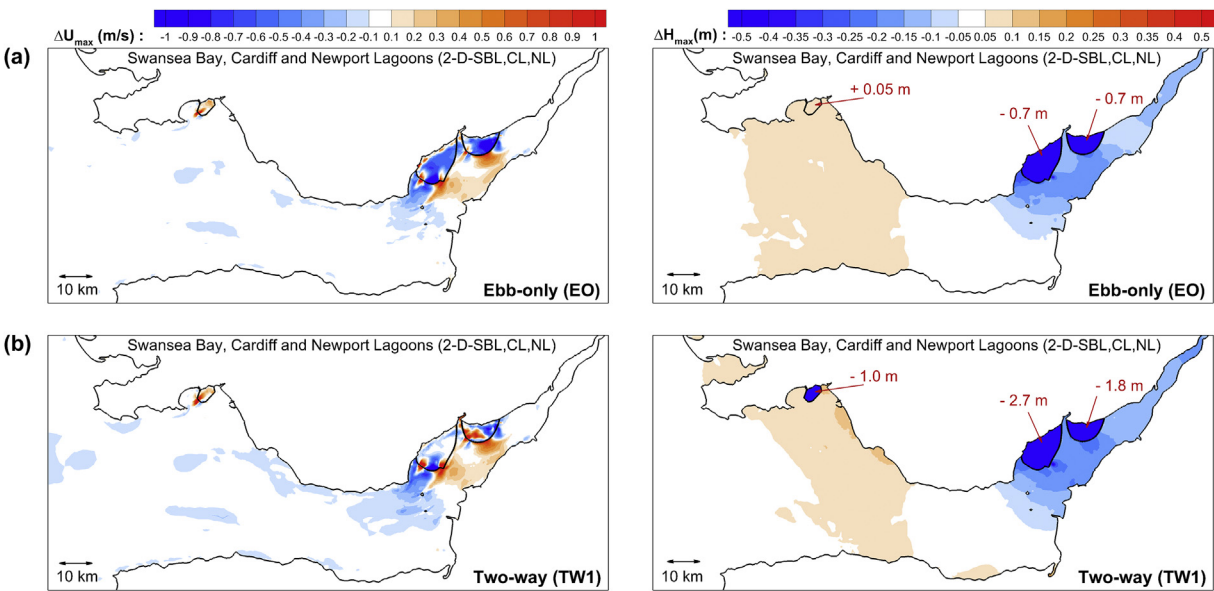 ΔUmax (m/s) : -1 -0.9 -0.8 -0.7 -0.6 -0.5 -0.4 -0.3 -0.2 -0.1 0.1 0.2 0.3 0.4 0.5 0.6 0.7 0.8 0.9 1
ΔHmax(m) : -0.5 -0.45 -0.4 -0.35 -0.3 -0.25 -0.2 -0.15 -0.1 -0.05 0.05 0.1 0.15 0.2 0.25 0.3 0.35 0.4 0.45 0.5
(a)
Swansea Bay, Cardiff and Newport Lagoons (2-D-SBL,CL,NL)
10 km
Ebb-only (EO)
Swansea Bay, Cardiff and Newport Lagoons (2-D-SBL,CL,NL)
+ 0.05 m
- 0.7 m
- 0.7 m
10 km
Ebb-only (EO)
(b)
Swansea Bay, Cardiff and Newport Lagoons (2-D-SBL,CL,NL)
10 km
Two-way (TW1)
Swansea Bay, Cardiff and Newport Lagoons (2-D-SBL,CL,NL)
- 1.0 m
- 1.8 m
- 2.7 m
10 km
Two-way (TW1)